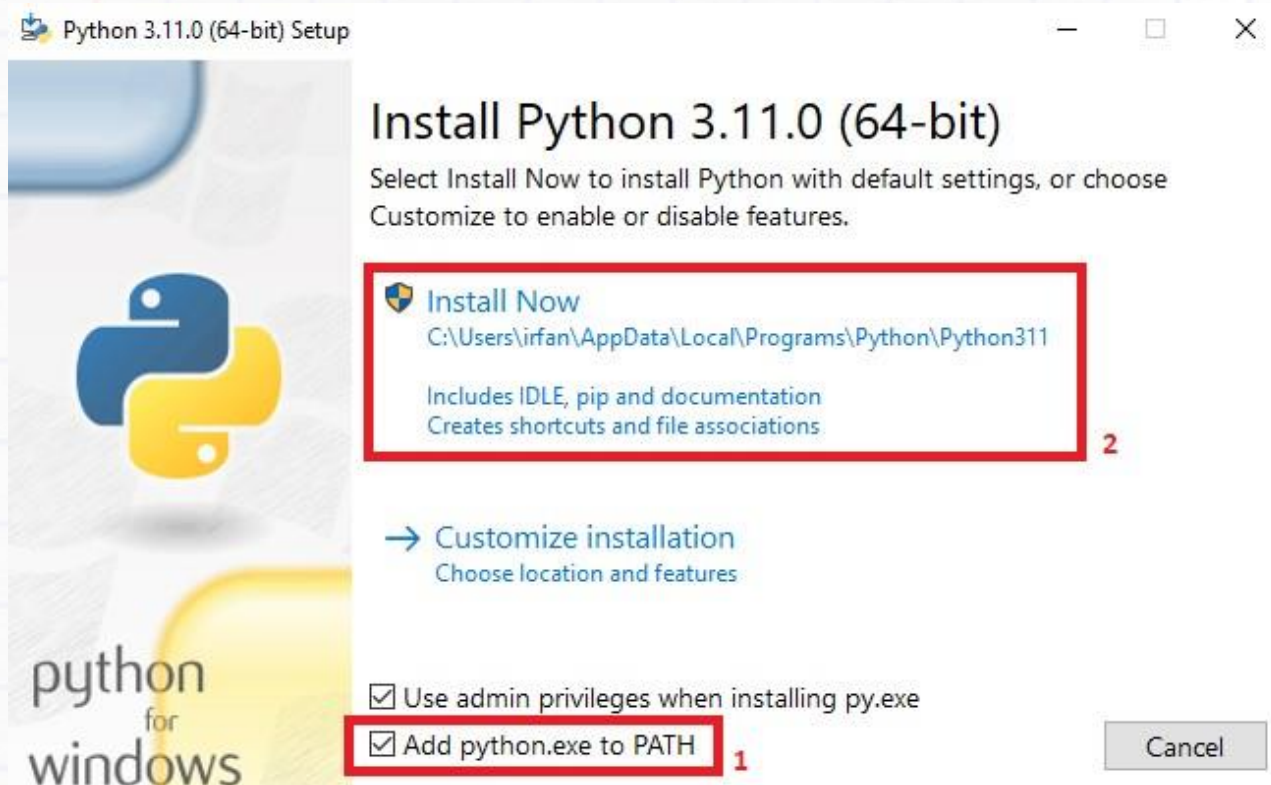 Python 3.11.0 (64-bit) Setup
Install Python 3.11.0 (64-bit)
Select Install Now to install Python with default settings, or choose
Customize to enable or disable features.
Install Now
C:\Users\irfan\AppData\Local\Programs\Python\Python311
Includes IDLE, pip and documentation
Creates shortcuts and file associations
2
Customize installation
Choose location and features
python
for
windows
Use admin privileges when installing py.exe
Add python.exe to PATH
1
Cancel